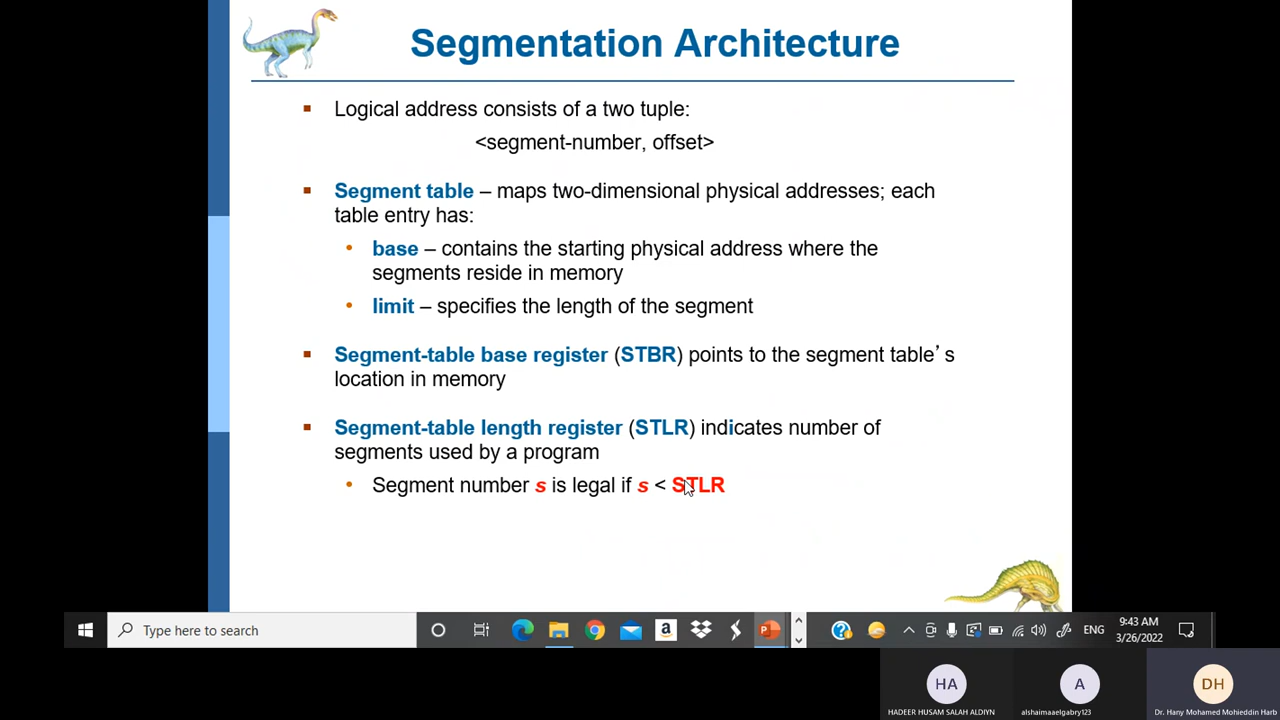 Segmentation Architecture
▪ Logical address consists of a two tuple:
<segment-number, offset>
▪ Segment table – maps two-dimensional physical addresses; each
table entry has:
• base – contains the starting physical address where the
segments reside in memory
• limit – specifies the length of the segment
▪ Segment-table base register (STBR) points to the segment table’s
location in memory
▪ Segment-table length register (STLR) indicates number of
segments used by a program
• Segment number s is legal if s < STLR
Type here to search
a
ENG
9:43 AM
3/26/2022
HA
A
DH
HADEER HUSAM SALAH ALDIYN
alshaimaaelgabry123
Dr. Hany Mohamed Mohieddin Harb